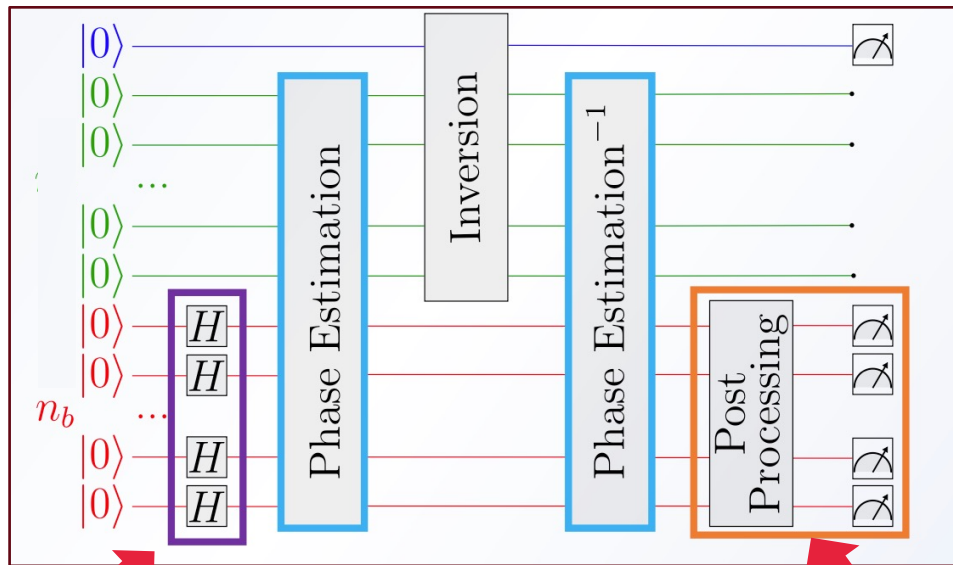 |0⟩
|0⟩
|0⟩
...
|0⟩
|0⟩
|0⟩ H
|0⟩ H
n_b ...
|0⟩ H
|0⟩ H
Phase Estimation
Inversion
Phase Estimation⁻¹
Post
Processing